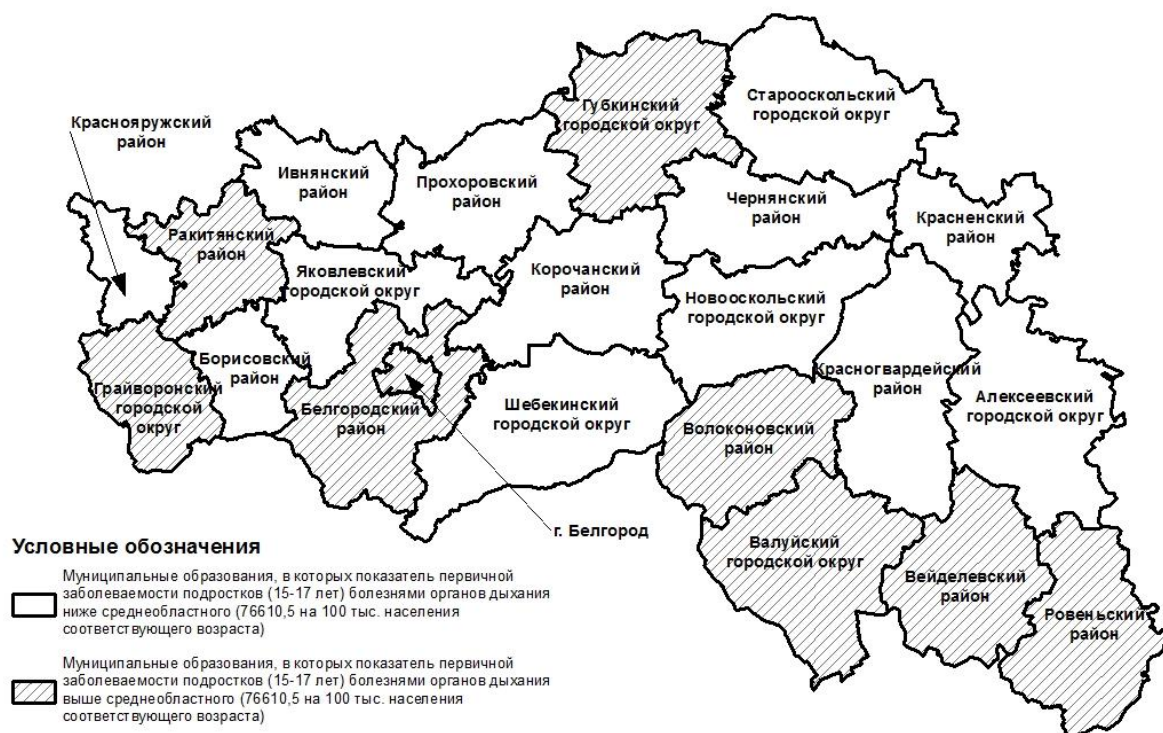 Краснояружский
район
Ивнянский
район
Прохоровский
район
Губкинский
городской округ
Старооскольский
городской округ
Ракитянский
район
Яковлевский
городской округ
Корочанский
район
Чернянский
район
Красненский
район
Новооскольский
городской округ
Грайворонский
городской
округ
Борисовский
район
Белгородский
район
Шебекинский
городской округ
Волоконовский
район
Красногвардейский
район
Алексеевский
городской округ
г. Белгород
Валуйский
городской округ
Вейделевский
район
Ровеньский
район
Условные обозначения
Муниципальные образования, в которых показатель первичной
заболеваемости подростков (15-17 лет) болезнями органов дыхания
ниже среднеобластного (76610,5 на 100 тыс. населения
соответствующего возраста)
Муниципальные образования, в которых показатель первичной
заболеваемости подростков (15-17 лет) болезнями органов дыхания
выше среднеобластного (76610,5 на 100 тыс. населения
соответствующего возраста)